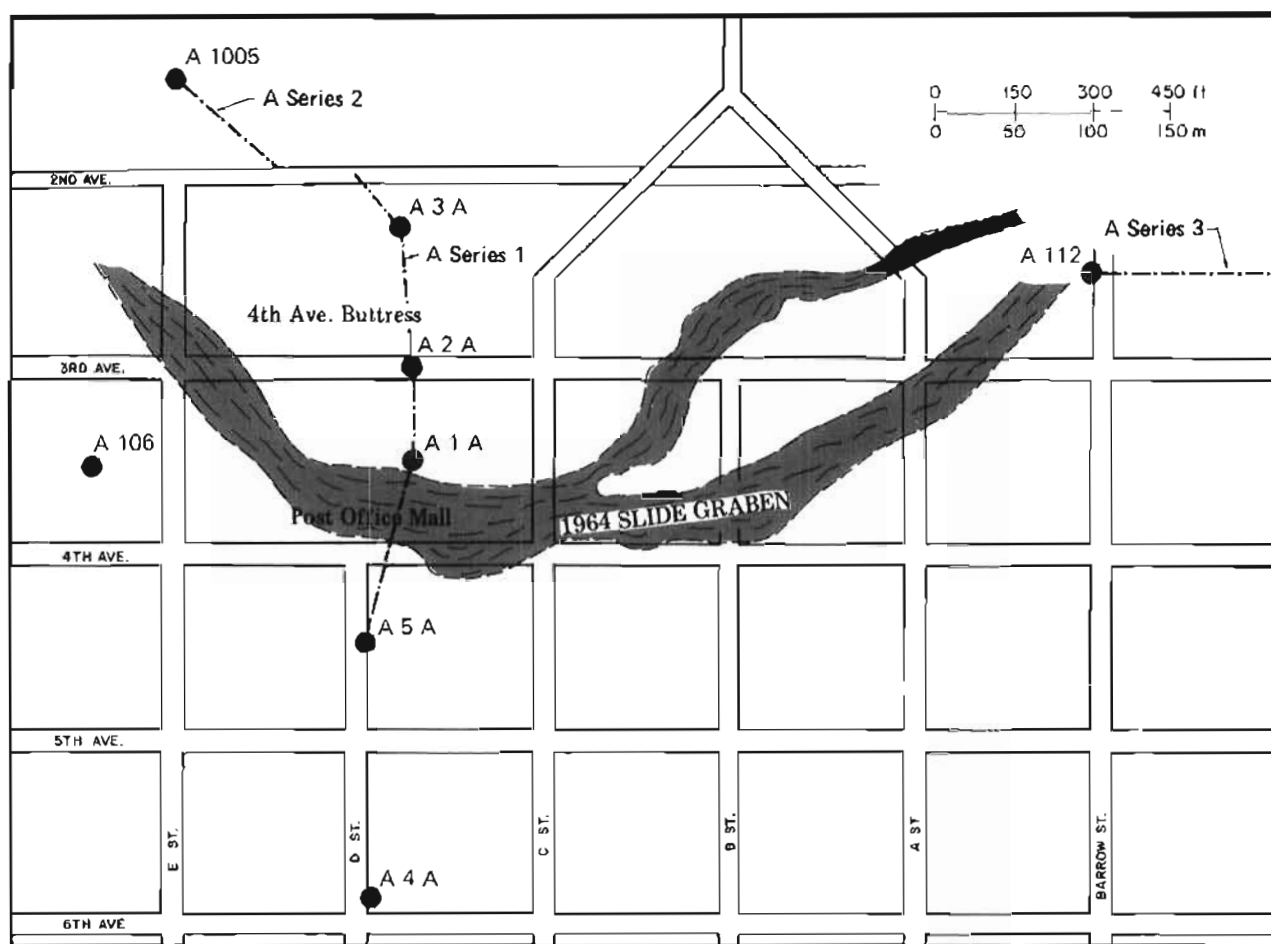 A 1005
A Series 2
0 150 300 450 ft
0 50 100 150 m
2ND AVE.
A 3 A
A Series 1
A Series 3
A 112
4th Ave. Buttress
A 2 A
3RD AVE.
A 106
A 1 A
Post Office Mall
1964 SLIDE GRABEN
4TH AVE.
A 5 A
5TH AVE.
E ST.
D ST.
C ST.
B ST.
A ST
BARROW ST.
A 4 A
6TH AVE